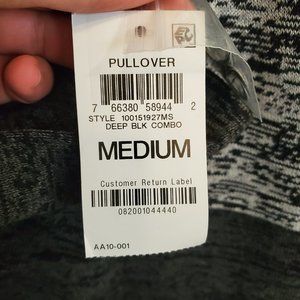 PULLOVER
7 66380 58944 2
STYLE 100151927MS
DEEP BLK COMBO
MEDIUM
Customer Return Label
082001044440
AA10-001